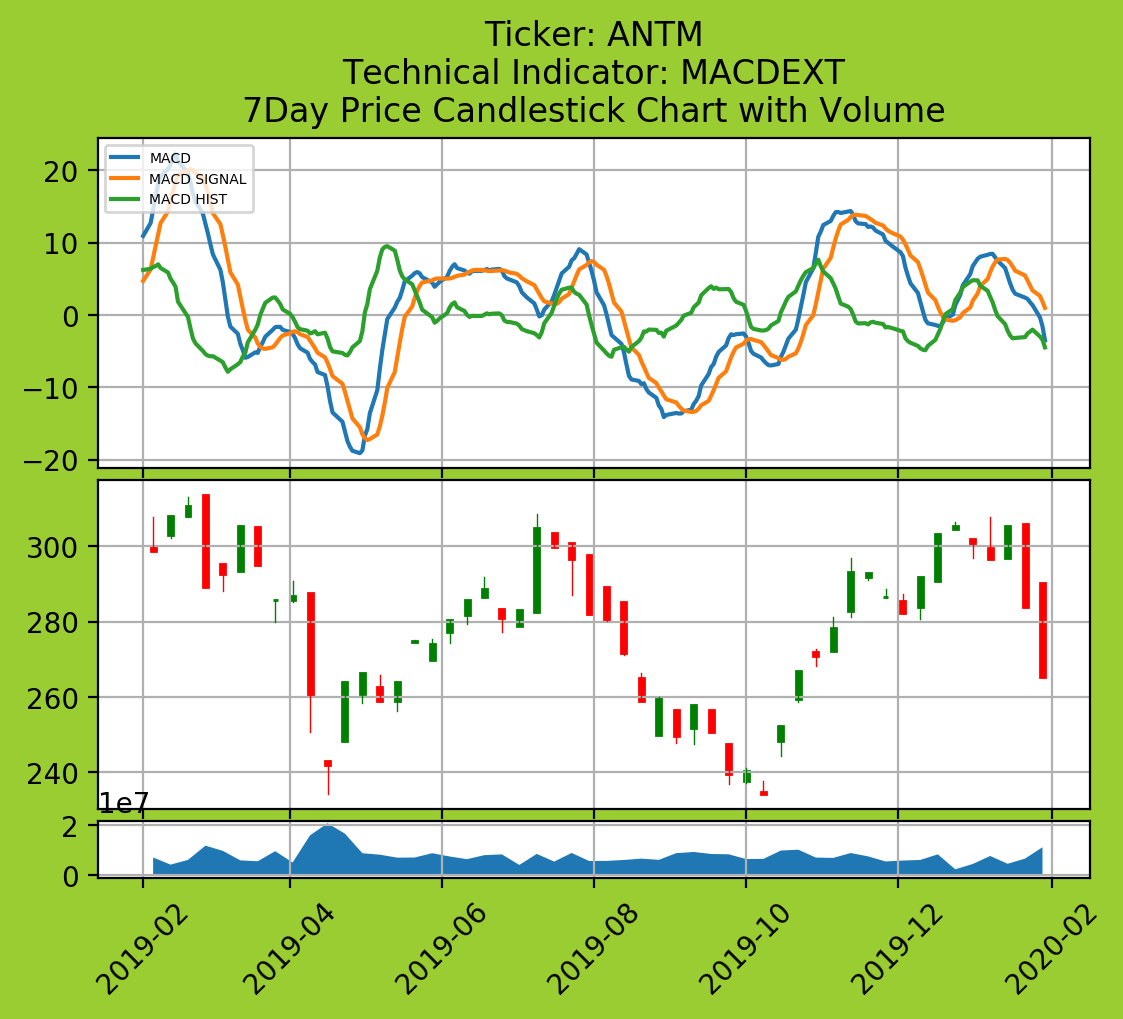 Ticker: ANTM
Technical Indicator: MACDEXT
7Day Price Candlestick Chart with Volume
MACD
MACD SIGNAL
MACD HIST
20
10
0
−10
−20
300
280
260
240
1e7
2
0
2019-02
2019-04
2019-06
2019-08
2019-10
2019-12
2020-02